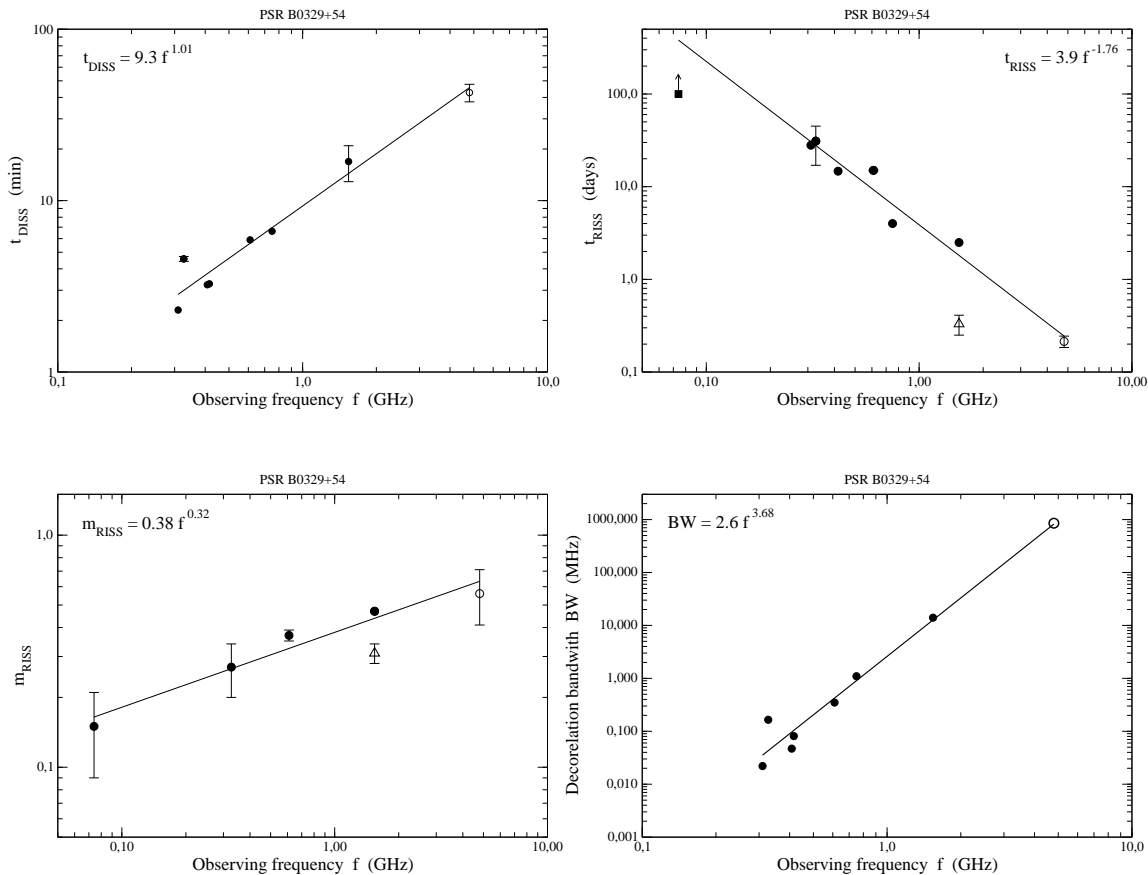 PSR B0329+54
t_DISS = 9.3 f^1.01
100
10
1
t_DISS (min)
0,1
1,0
10,0
Observing frequency f (GHz)
PSR B0329+54
t_RISS = 3.9 f^-1.76
100,0
10,0
1,0
0,1
t_RISS (days)
0,10
1,00
10,00
Observing frequency f (GHz)
PSR B0329+54
m_RISS = 0.38 f^0.32
1,0
0,1
m_RISS
0,10
1,00
10,00
Observing frequency f (GHz)
PSR B0329+54
BW = 2.6 f^3.68
1000,000
100,000
10,000
1,000
0,100
0,010
0,001
Decorelation bandwith BW (MHz)
0,1
1,0
10,0
Observing frequency f (GHz)